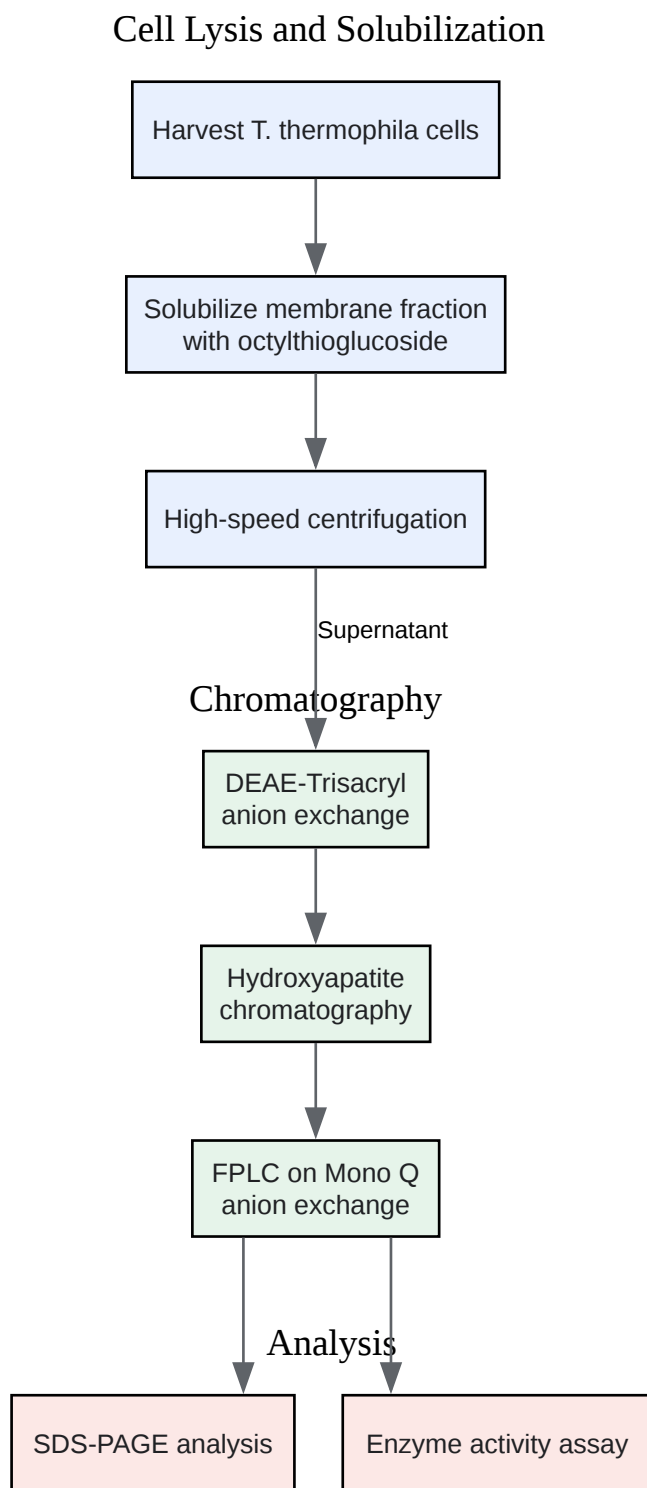 Cell Lysis and Solubilization
Harvest T. thermophila cells
Solubilize membrane fraction
with octylthioglucoside
High-speed centrifugation
Supernatant
Chromatography
DEAE-Trisacryl
anion exchange
Hydroxyapatite
chromatography
FPLC on Mono Q
anion exchange
Analysis
SDS-PAGE analysis
Enzyme activity assay